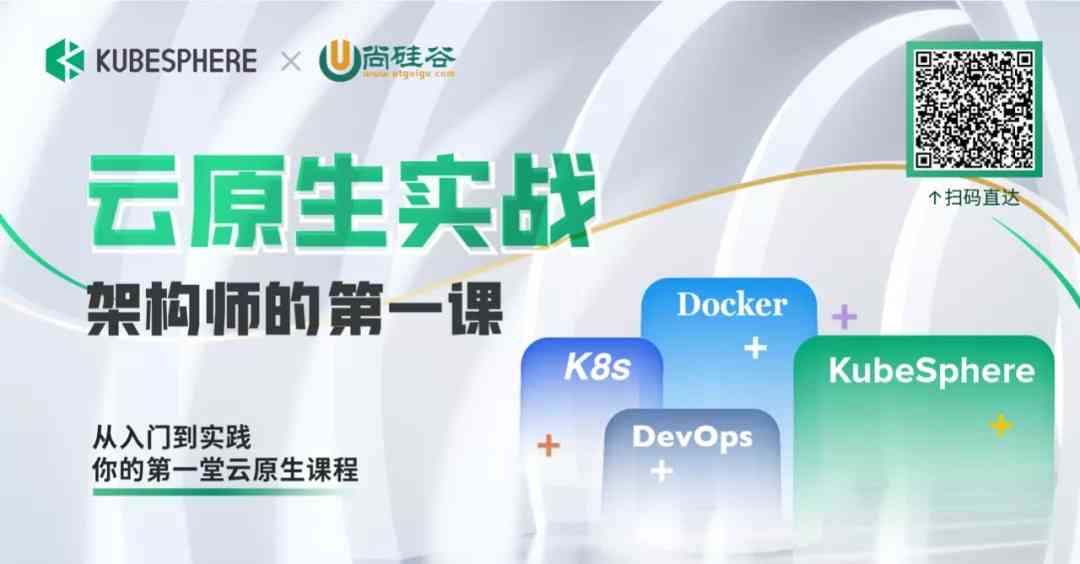 KUBESPHERE × 尚硅谷
www.atguigu.com
↑扫码直达
云原生实战
架构师的第一课
从入门到实践
你的第一堂云原生课程
Docker
K8s
KubeSphere
DevOps